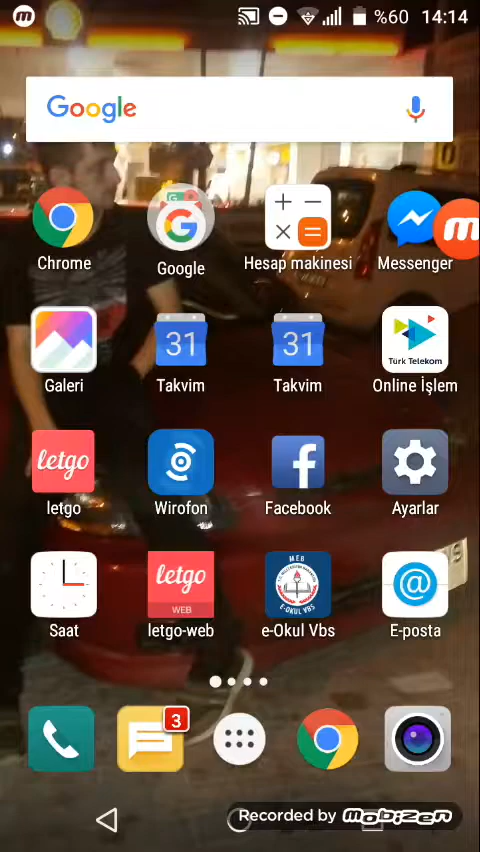 %60 14:14
Google
Chrome
Google
Hesap makinesi
Messenger
31
31
Türk Telekom
Galeri
Takvim
Takvim
Online İşlem
letgo
letgo
Wirofon
Facebook
Ayarlar
letgo
WEB
MEB
E-OKUL VBS
Saat
letgo-web
e-Okul Vbs
E-posta
3
Recorded by mobizen